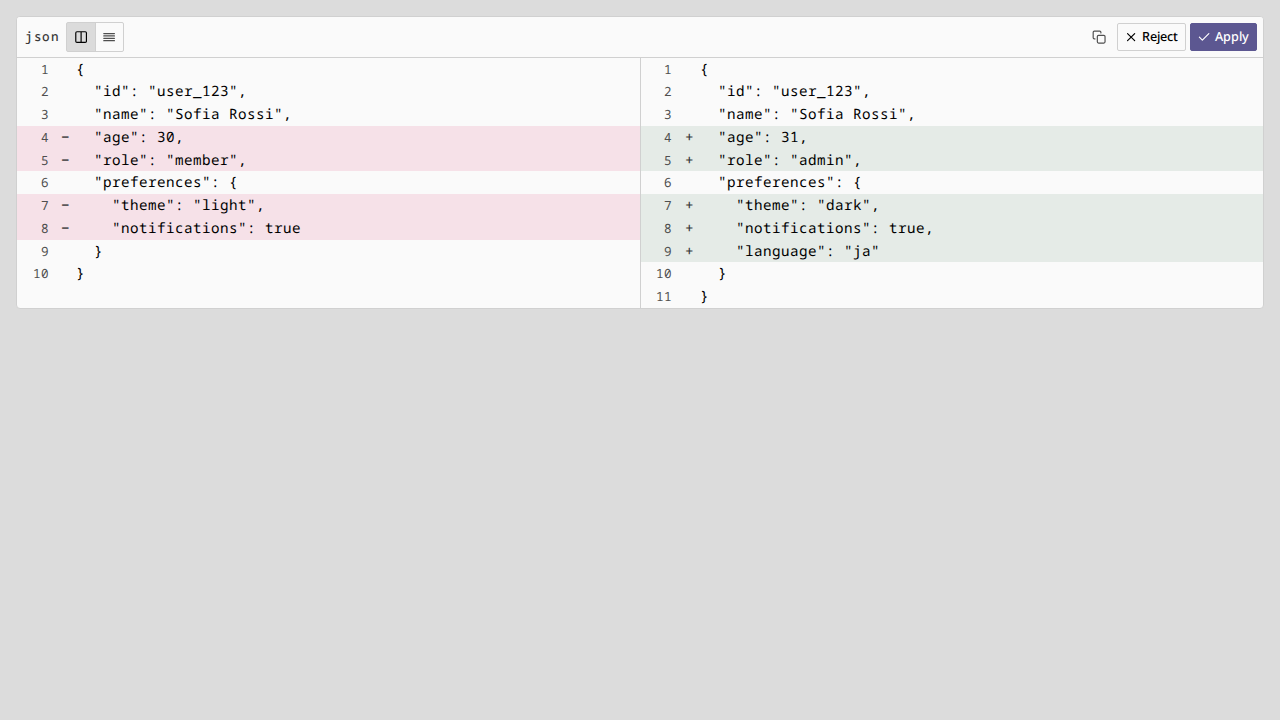 json Reject Apply
1 {
2 "id": "user_123",
3 "name": "Sofia Rossi",
4 - "age": 30,
5 - "role": "member",
6 "preferences": {
7 - "theme": "light",
8 - "notifications": true
9 }
10 }
1 {
2 "id": "user_123",
3 "name": "Sofia Rossi",
4 + "age": 31,
5 + "role": "admin",
6 "preferences": {
7 + "theme": "dark",
8 + "notifications": true,
9 + "language": "ja"
10 }
11 }